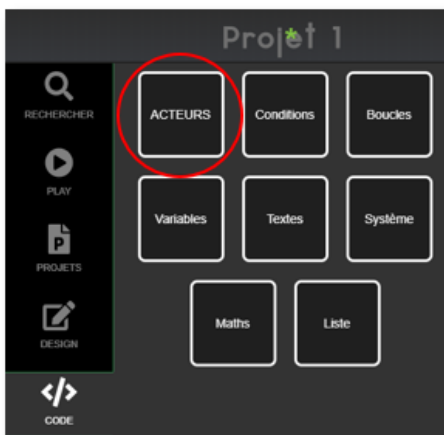 Projet 1
RECHERCHER
PLAY
PROJETS
DESIGN
CODE
ACTEURS
Conditions
Boucles
Variables
Textes
Système
Maths
Liste